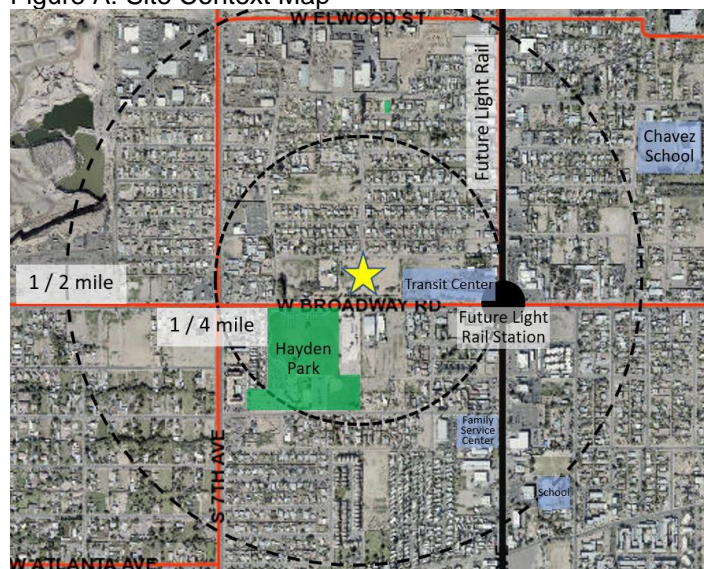 Figure A: Site Context Map
W ELWOOD ST
Future Light Rail
Chavez
School
1 / 2 mile
Transit Center
W BROADWAY RD
1 / 4 mile
Future Light
Rail Station
Hayden
Park
Family
Service
Center
S 7TH AVE
School
W ATLANTA AVE